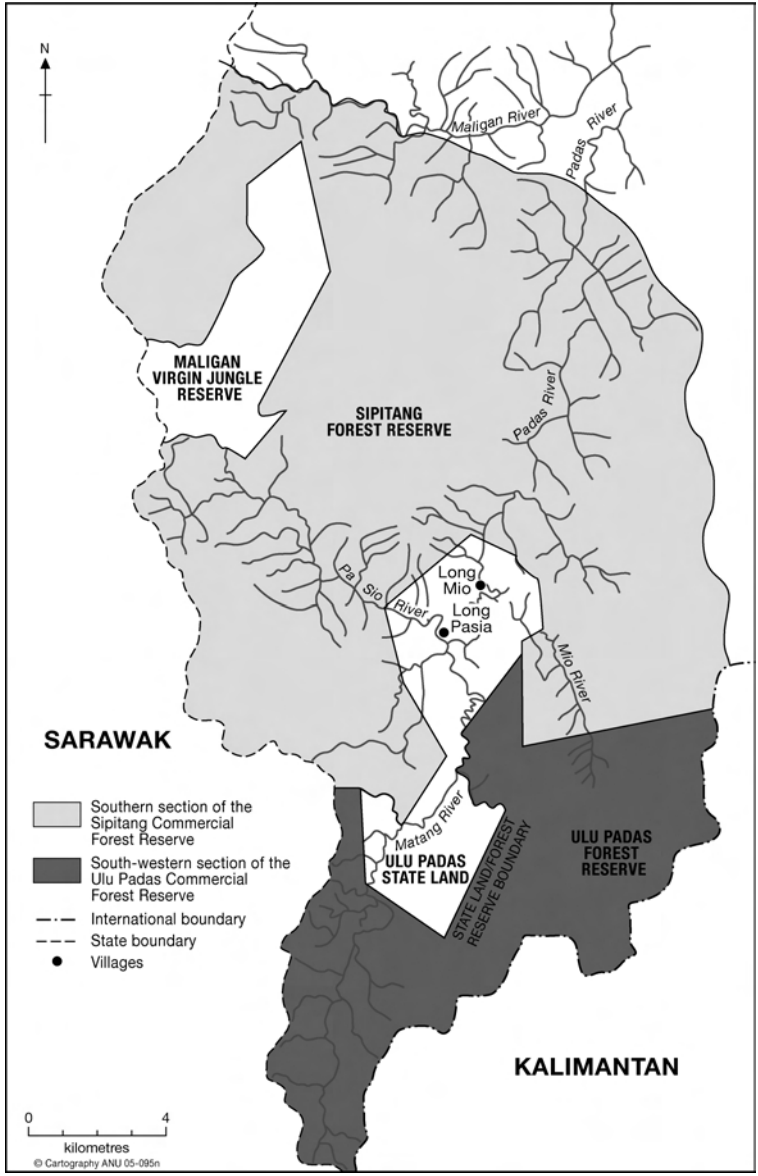 N
Maligan River
Padas River
MALIGAN
VIRGIN JUNGLE
RESERVE
SIPITANG
FOREST RESERVE
Padas River
Long
Mio
Pa Sio River
Long
Pasia
Mio River
SARAWAK
Southern section of the
Sipitang Commercial
Forest Reserve
South-western section of the
Ulu Padas Commercial
Forest Reserve
International boundary
State boundary
Villages
Matang River
ULU PADAS
STATE LAND
STATE LAND/FOREST
RESERVE BOUNDARY
ULU PADAS
FOREST
RESERVE
KALIMANTAN
0 4
kilometres
© Cartography ANU 05-095n